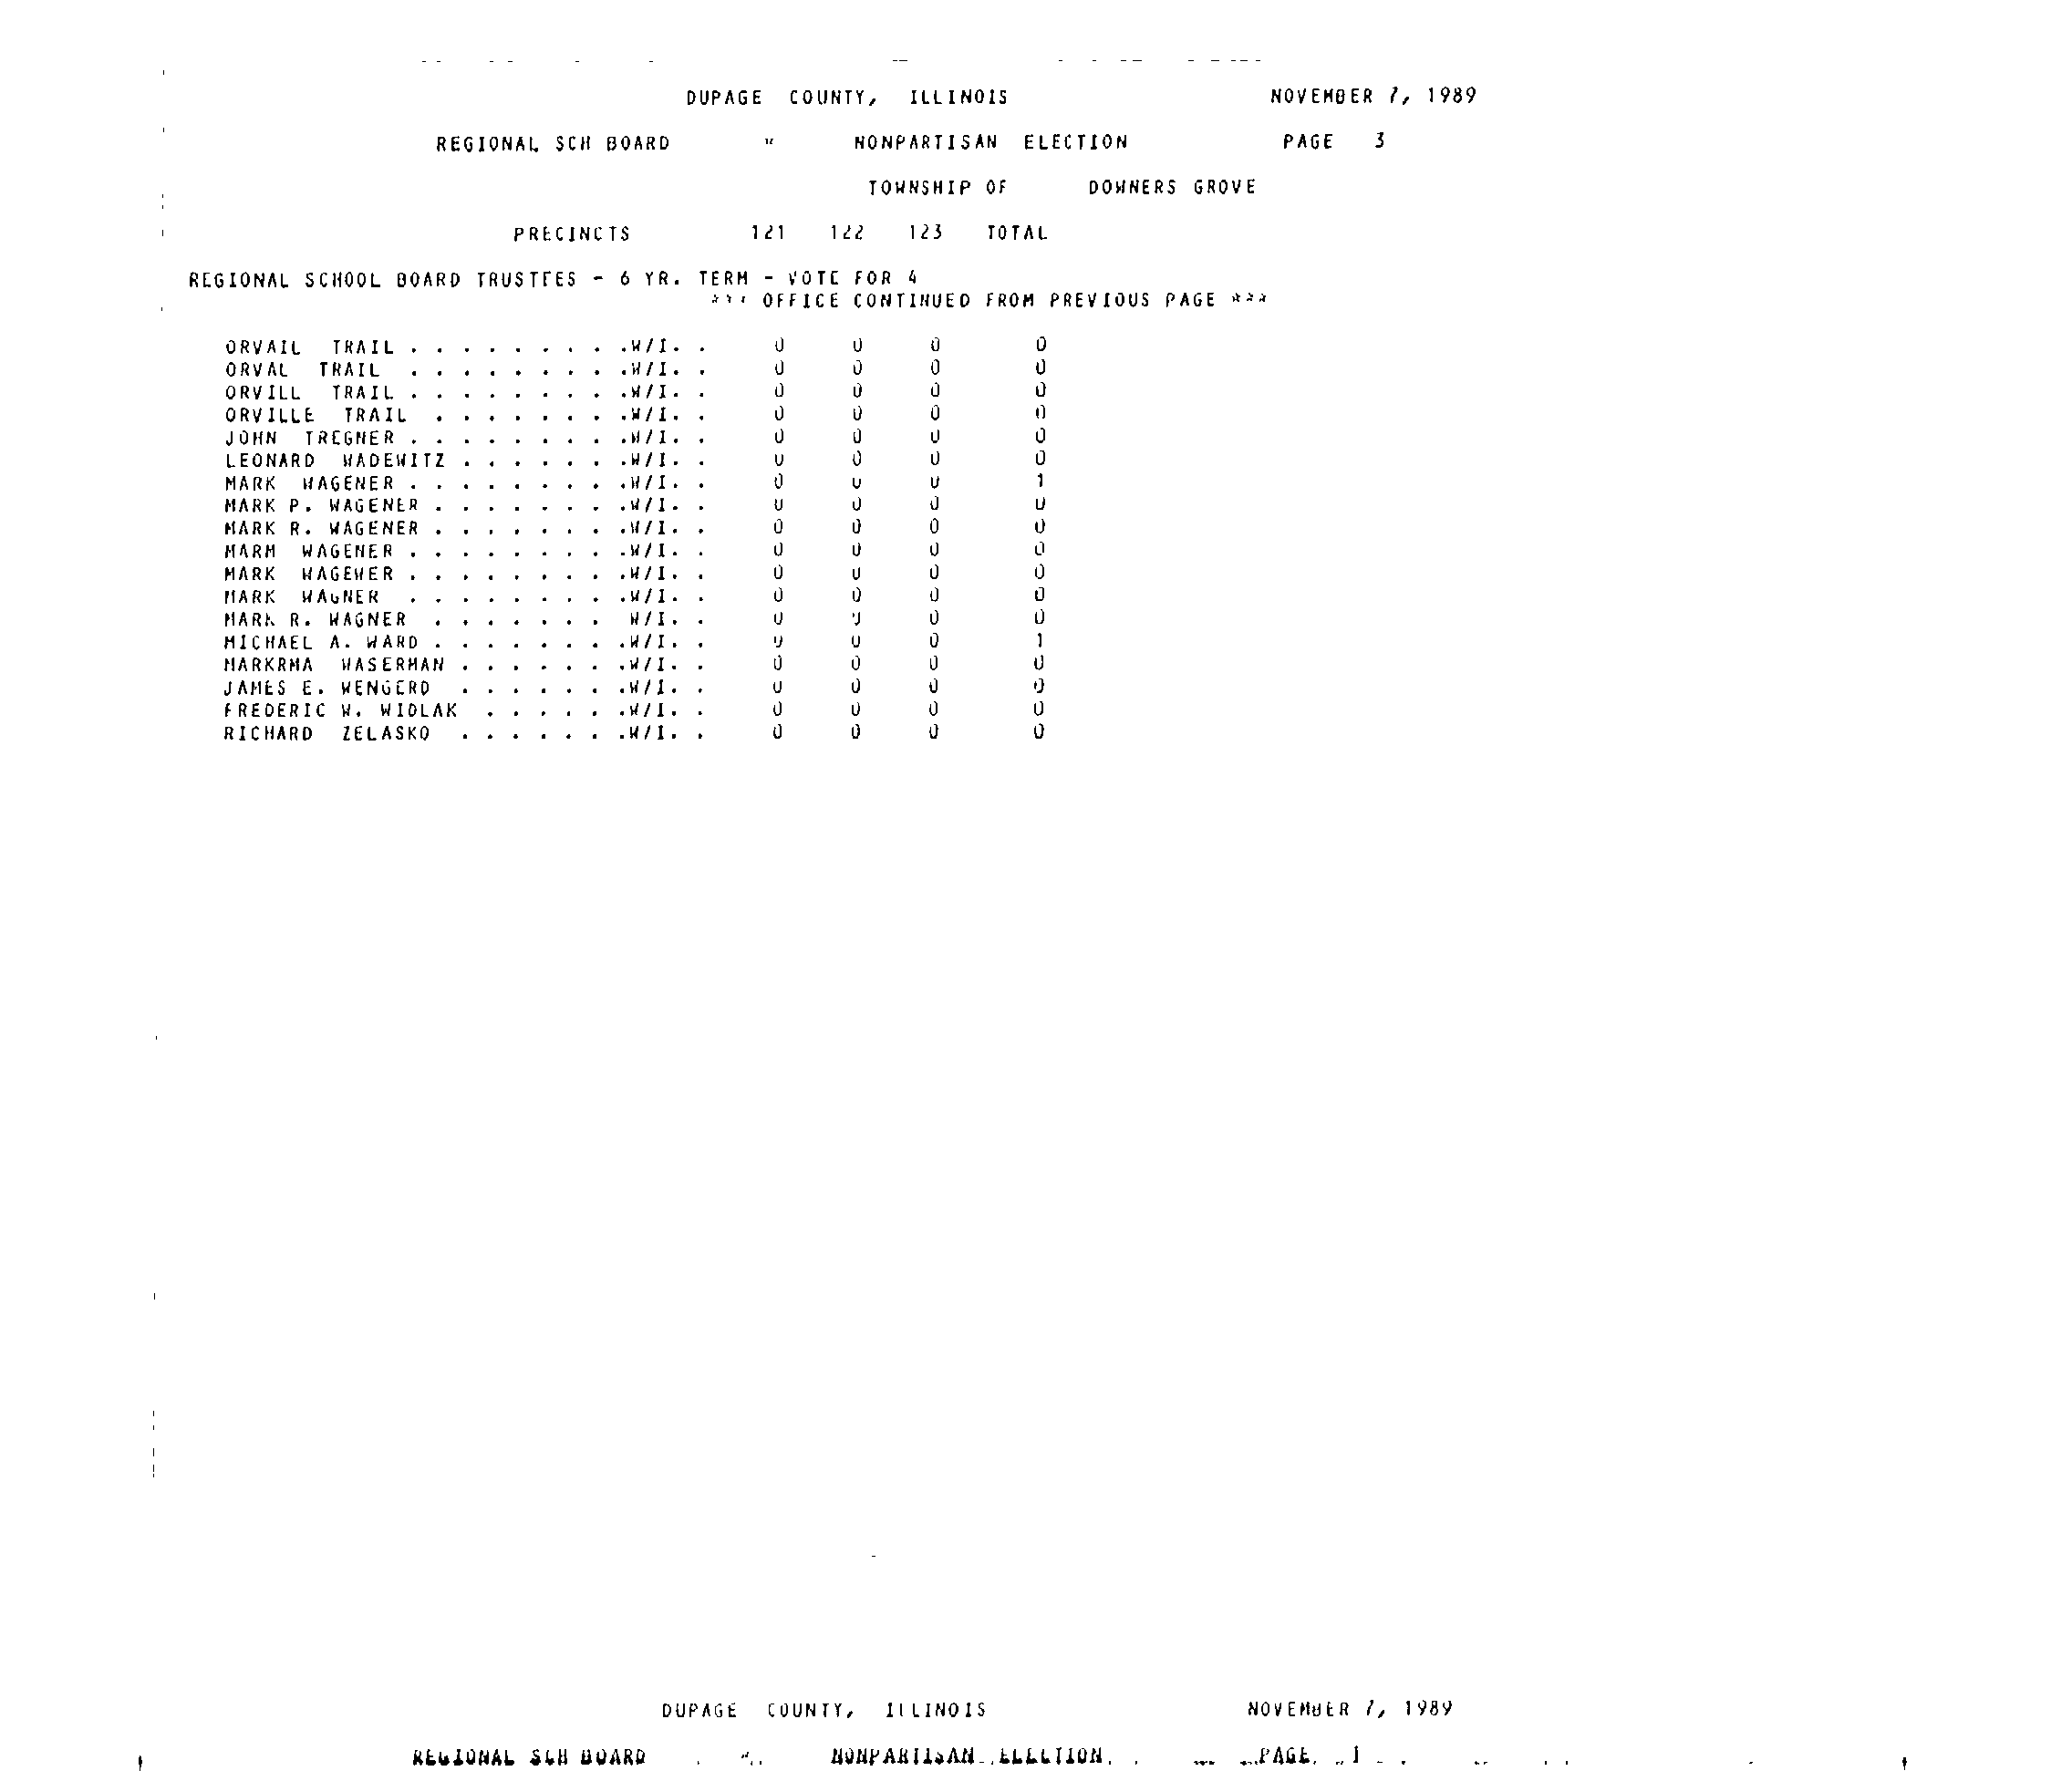 DUPAGE COUNTY, ILLINOIS NOVEMBER 7, 1989
REGIONAL SCH BOARD " NONPARTISAN ELECTION PAGE 3
TOWNSHIP OF DOWNERS GROVE
PRECINCTS 121 122 123 TOTAL
REGIONAL SCHOOL BOARD TRUSTEES - 6 YR. TERM - VOTE FOR 4
*** OFFICE CONTINUED FROM PREVIOUS PAGE ***
ORVAIL TRAIL . . . . . . . . .W/I. . 0 0 0 0
ORVAL TRAIL . . . . . . . . .W/I. . 0 0 0 0
ORVILL TRAIL . . . . . . . . .W/I. . 0 0 0 0
ORVILLE TRAIL . . . . . . . .W/I. . 0 0 0 0
JOHN TREGNER . . . . . . . . .W/I. . 0 0 0 0
LEONARD WADEWITZ . . . . . . .W/I. . 0 0 0 0
MARK WAGENER . . . . . . . . .W/I. . 0 0 0 1
MARK P. WAGENER . . . . . . . .W/I. . 0 0 0 0
MARK R. WAGENER . . . . . . . .W/I. . 0 0 0 0
MARM WAGENER . . . . . . . . .W/I. . 0 0 0 0
MARK WAGEWER . . . . . . . . .W/I. . 0 0 0 0
MARK WAGNER . . . . . . . . .W/I. . 0 0 0 0
MARK R. WAGNER . . . . . . . W/I. . 0 0 0 0
MICHAEL A. WARD . . . . . . . .W/I. . 0 0 0 1
MARKRMA WASERMAN . . . . . . .W/I. . 0 0 0 0
JAMES E. WENGERD . . . . . . .W/I. . 0 0 0 0
FREDERIC W. WIDLAK . . . . . .W/I. . 0 0 0 0
RICHARD ZELASKO . . . . . . .W/I. . 0 0 0 0
DUPAGE COUNTY, ILLINOIS NOVEMBER 7, 1989
REGIONAL SCH BOARD " NONPARTISAN ELECTION PAGE 1